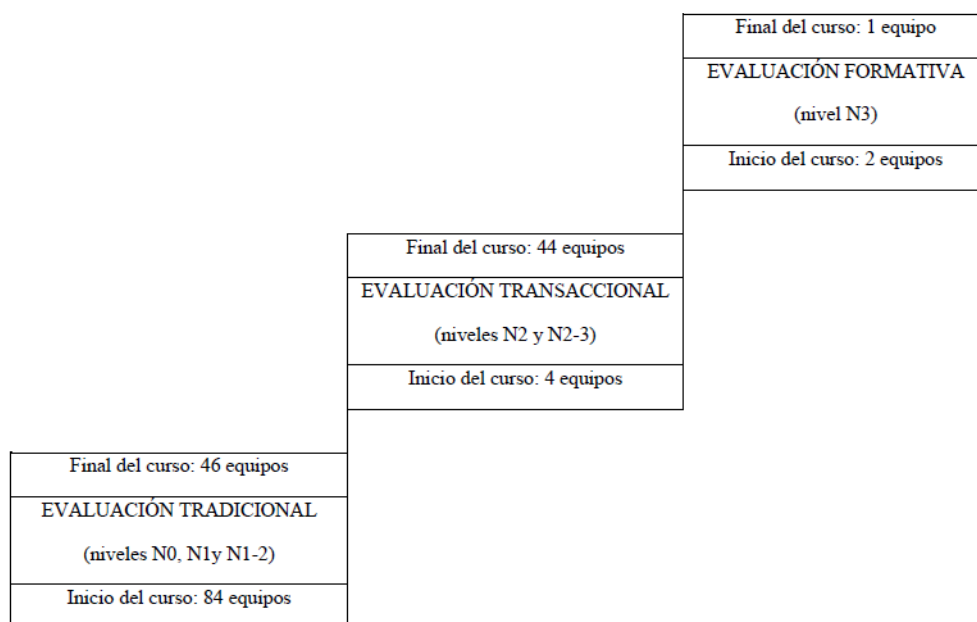 Final del curso: 1 equipo
EVALUACIÓN FORMATIVA
(nivel N3)
Inicio del curso: 2 equipos
Final del curso: 44 equipos
EVALUACIÓN TRANSACCIONAL
(niveles N2 y N2-3)
Inicio del curso: 4 equipos
Final del curso: 46 equipos
EVALUACIÓN TRADICIONAL
(niveles N0, N1y N1-2)
Inicio del curso: 84 equipos